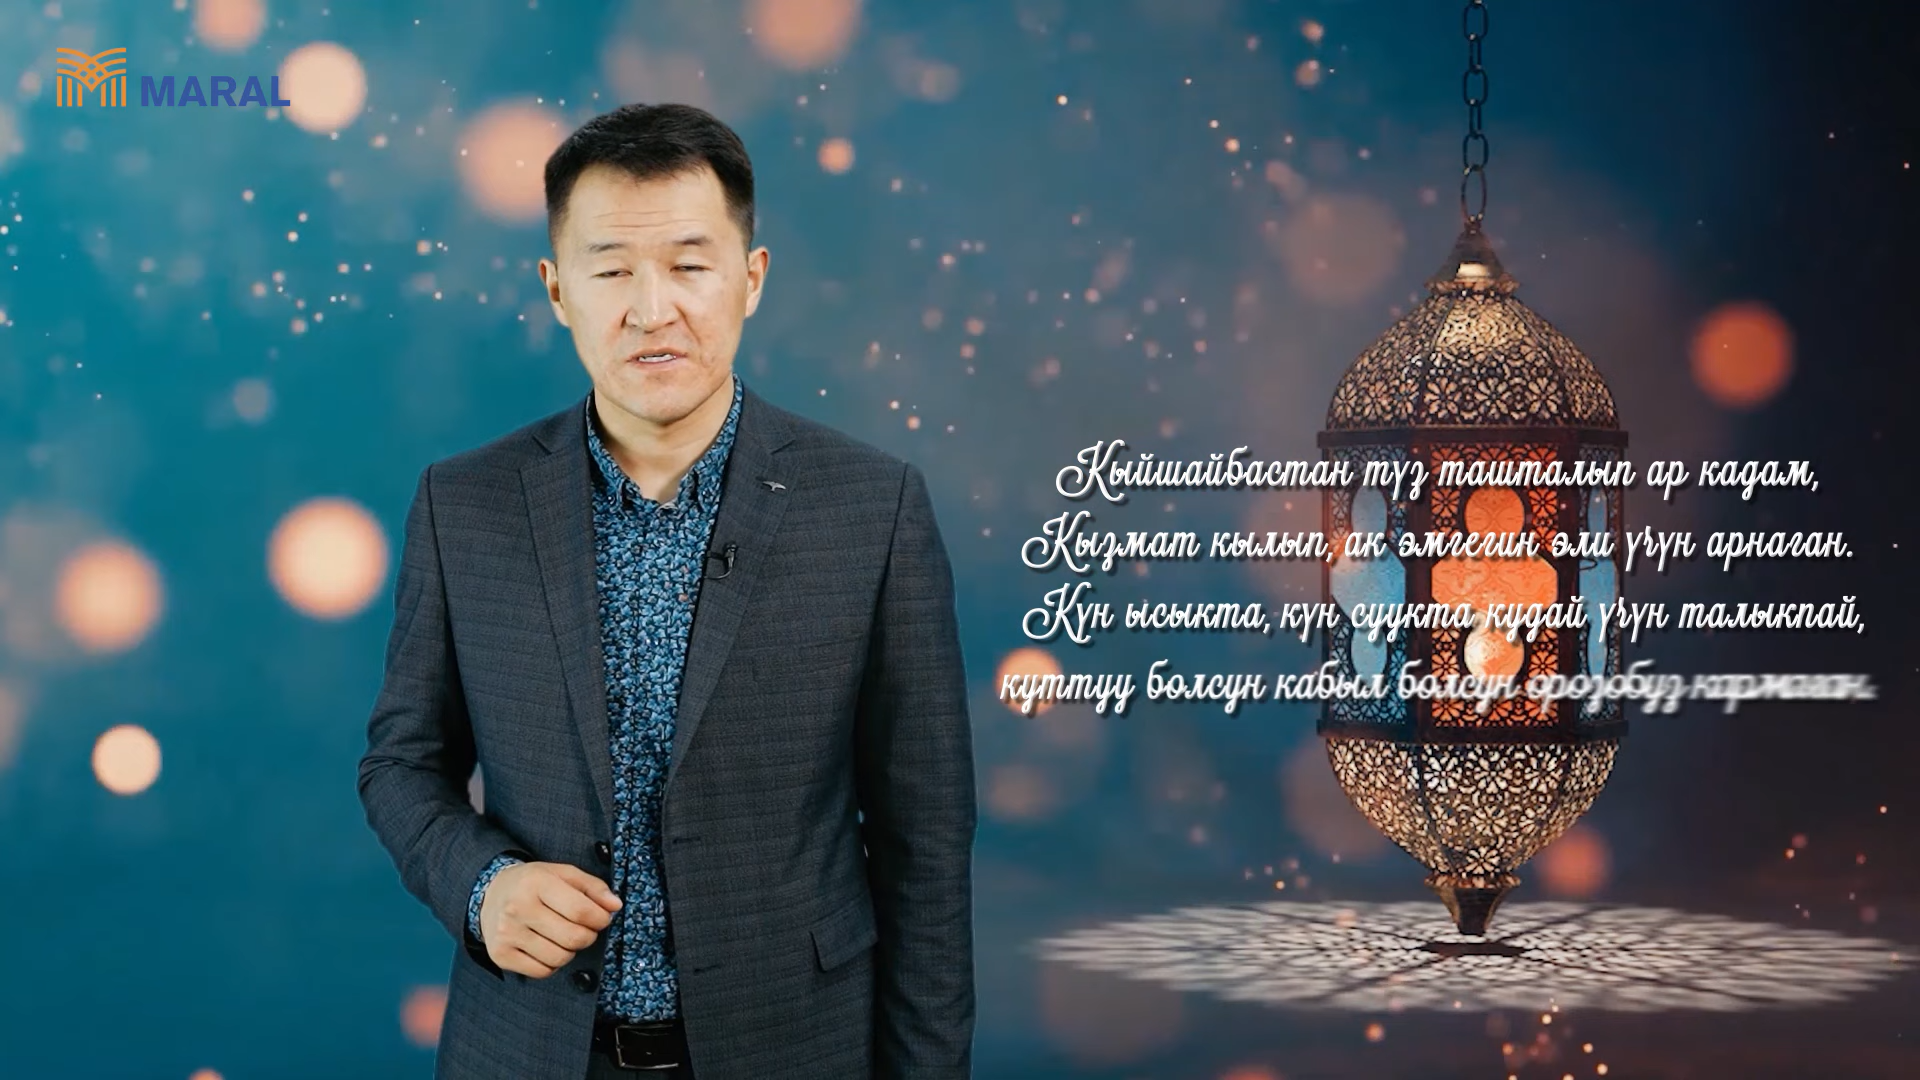 MARAL
Кыйшайбастан түз ташталып ар кадам,
Кызмат кылып, ак эмгегин эли үчүн арнаган.
Күн ысыкта, күн суукта кудай үчүн талыкпай,
куттуу болсун кабыл болсун орозобуз кармаган.